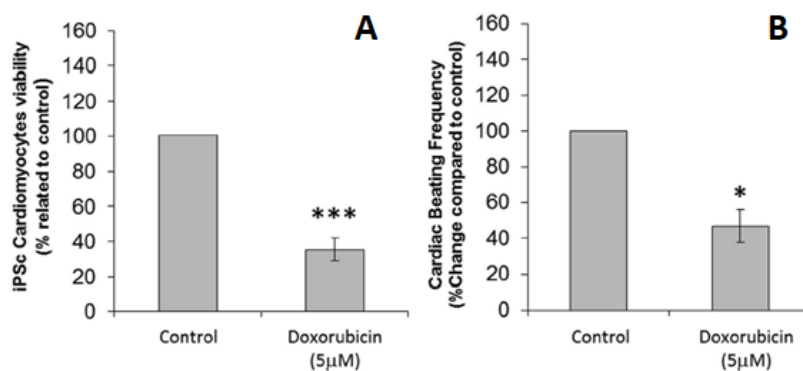 A
iPSc Cardiomyocytes viability
(% related to control)
160
140
120
100
80
60
40
20
0
***
Control
Doxorubicin
(5μM)
B
Cardiac Beating Frequency
(%Change compared to control)
160
140
120
100
80
60
40
20
0
*
Control
Doxorubicin
(5μM)